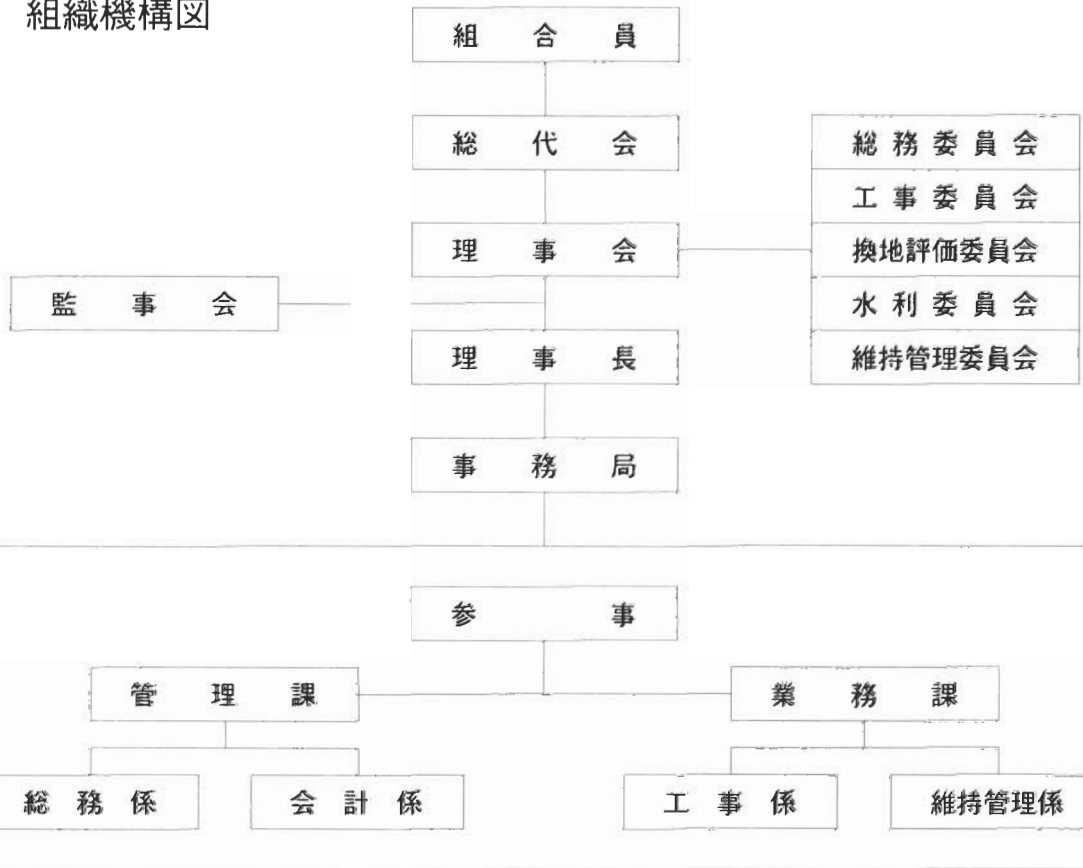 組織機構図
組合員
総代会
理事会
総務委員会
工事委員会
換地評価委員会
水利委員会
維持管理委員会
監事会
理事長
事務局
参事
管理課
業務課
総務係
会計係
工事係
維持管理係